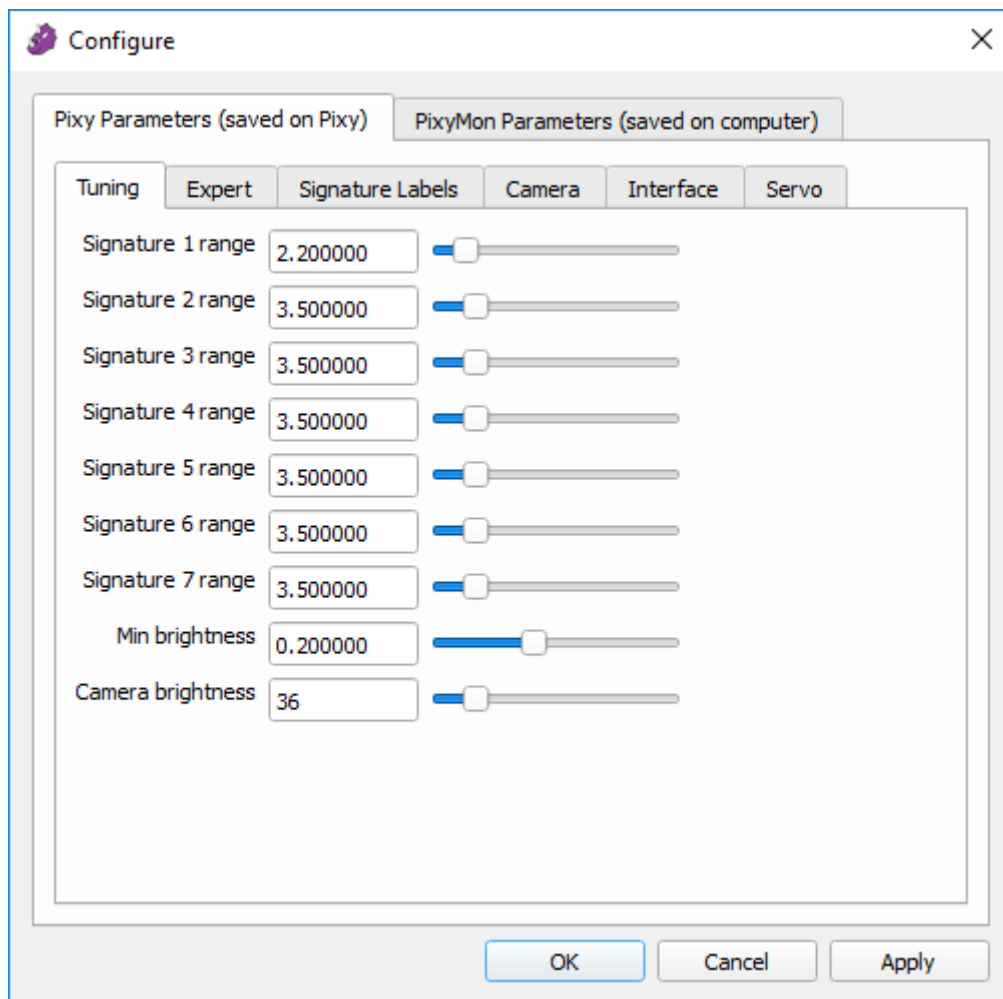 Configure
Pixy Parameters (saved on Pixy) PixyMon Parameters (saved on computer)
Tuning Expert Signature Labels Camera Interface Servo
Signature 1 range 2.200000
Signature 2 range 3.500000
Signature 3 range 3.500000
Signature 4 range 3.500000
Signature 5 range 3.500000
Signature 6 range 3.500000
Signature 7 range 3.500000
Min brightness 0.200000
Camera brightness 36
OK Cancel Apply